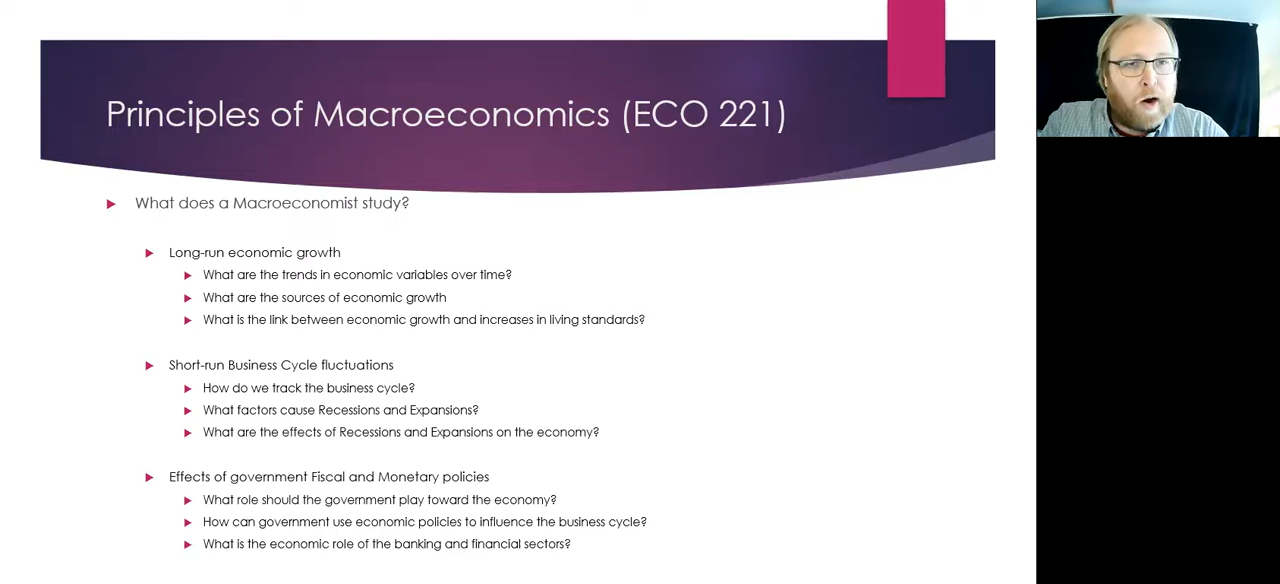 Principles of Macroeconomics (ECO 221)
What does a Macroeconomist study?
Long-run economic growth
What are the trends in economic variables over time?
What are the sources of economic growth
What is the link between economic growth and increases in living standards?
Short-run Business Cycle fluctuations
How do we track the business cycle?
What factors cause Recessions and Expansions?
What are the effects of Recessions and Expansions on the economy?
Effects of government Fiscal and Monetary policies
What role should the government play toward the economy?
How can government use economic policies to influence the business cycle?
What is the economic role of the banking and financial sectors?